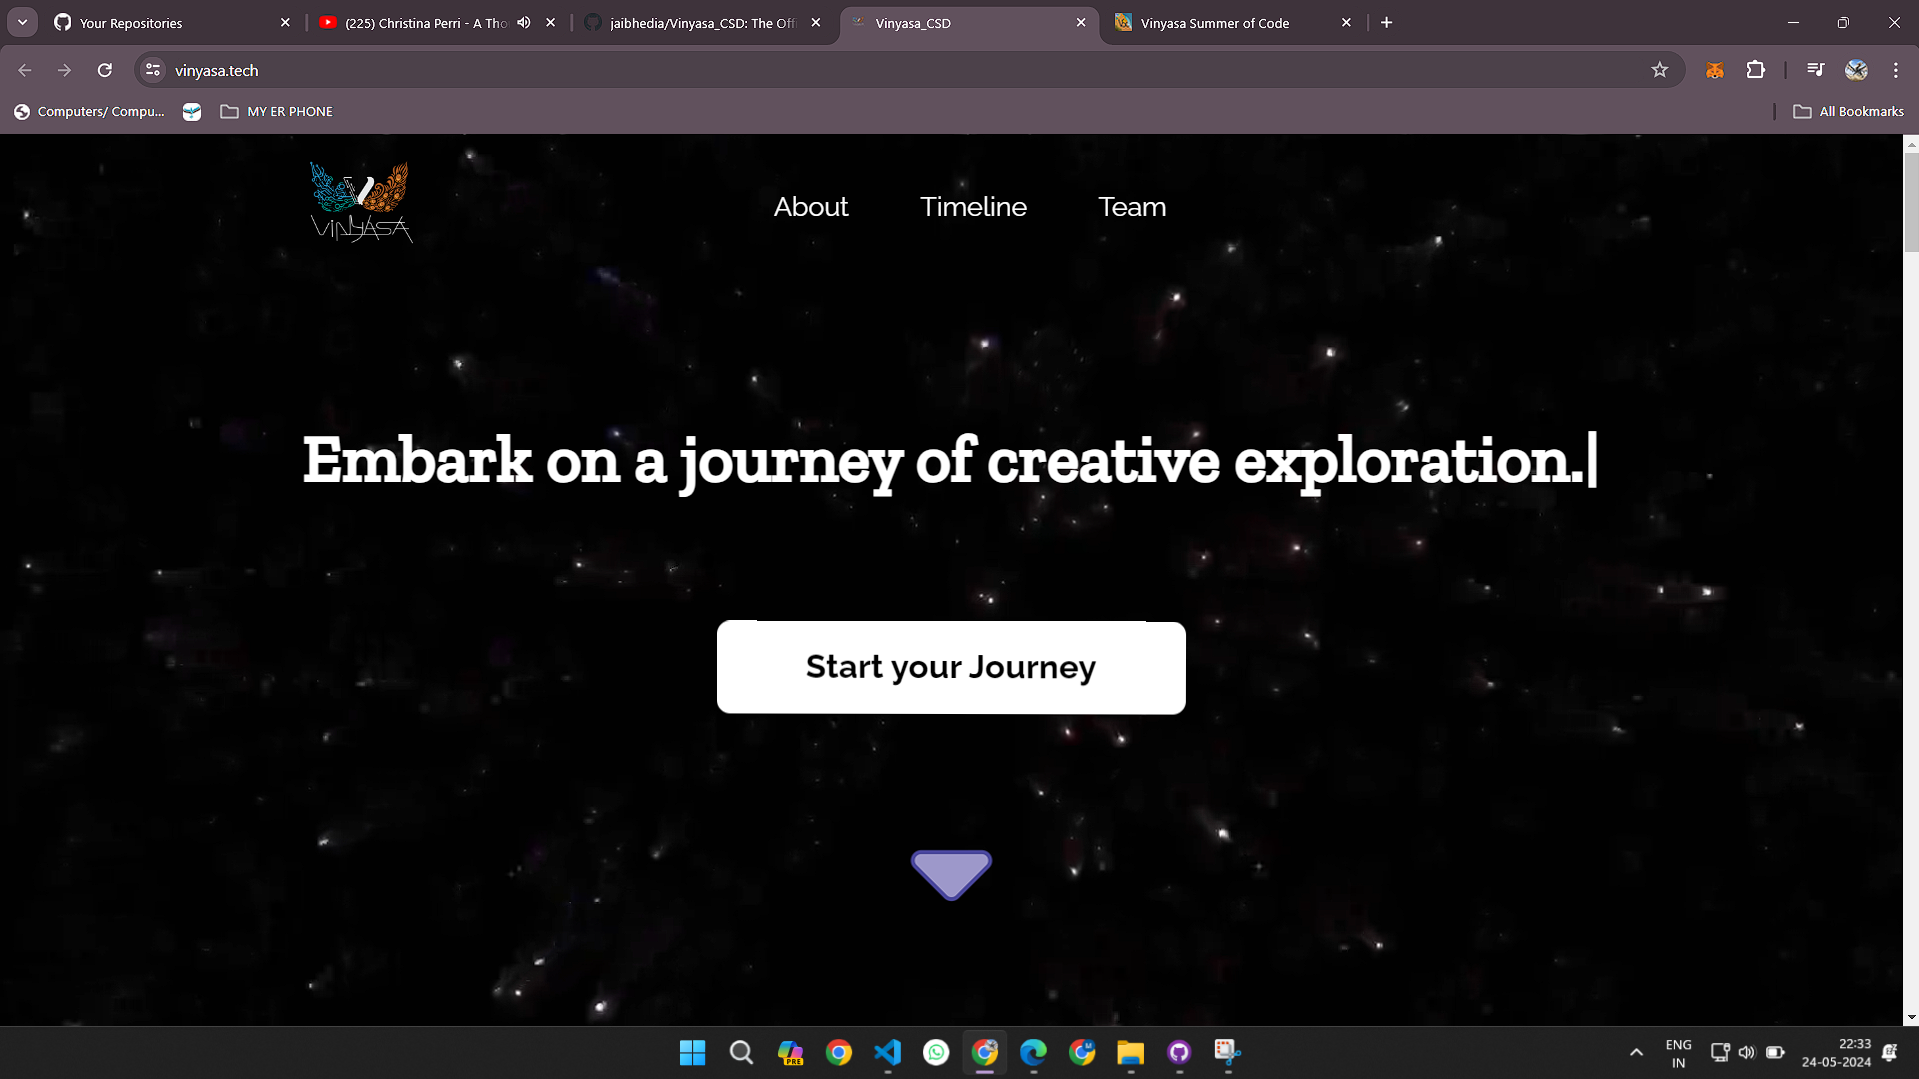 Your Repositories
(225) Christina Perri - A Tho
jaibhedia/Vinyasa_CSD: The Offi
Vinyasa_CSD
Vinyasa Summer of Code
vinyasa.tech
Computers/ Compu...
MY ER PHONE
All Bookmarks
VINYASA
About
Timeline
Team
Embark on a journey of creative exploration.|
Start your Journey
PRE
M
ENG
IN
22:33
24-05-2024